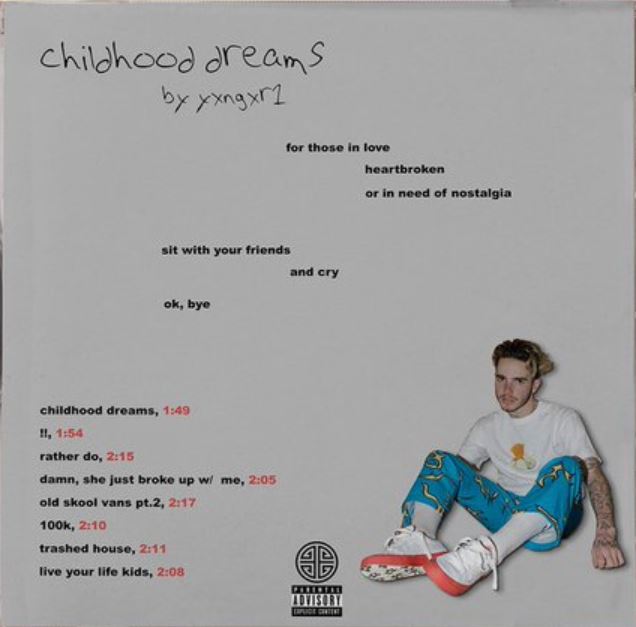 childhood dreams
by yxngxr1
for those in love
heartbroken
or in need of nostalgia
sit with your friends
and cry
ok, bye
childhood dreams, 1:49
!!, 1:54
rather do, 2:15
damn, she just broke up w/ me, 2:05
old skool vans pt.2, 2:17
100k, 2:10
trashed house, 2:11
live your life kids, 2:08
PARENTAL
ADVISORY
EXPLICIT CONTENT